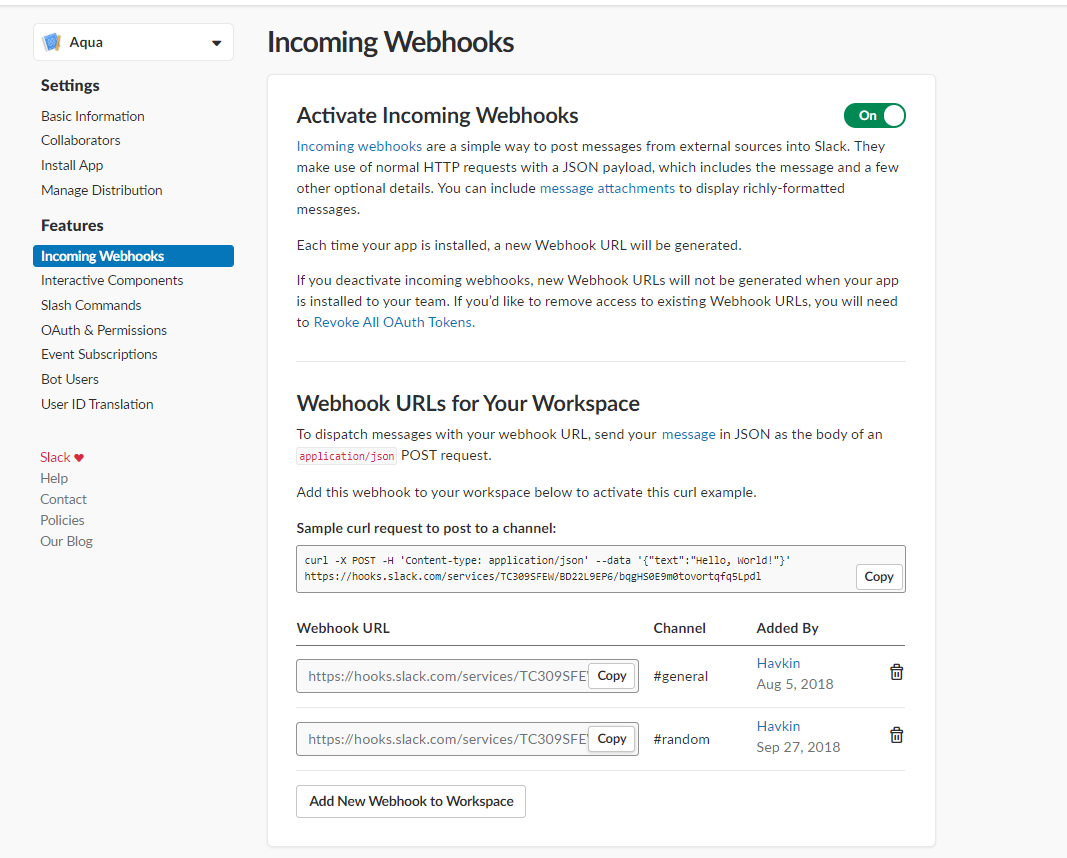 Aqua
Settings
Basic Information
Collaborators
Install App
Manage Distribution
Features
Incoming Webhooks
Interactive Components
Slash Commands
OAuth & Permissions
Event Subscriptions
Bot Users
User ID Translation
Slack ♥
Help
Contact
Policies
Our Blog
Incoming Webhooks
Activate Incoming Webhooks
On
Incoming webhooks are a simple way to post messages from external sources into Slack. They
make use of normal HTTP requests with a JSON payload, which includes the message and a few
other optional details. You can include message attachments to display richly-formatted
messages.
Each time your app is installed, a new Webhook URL will be generated.
If you deactivate incoming webhooks, new Webhook URLs will not be generated when your app
is installed to your team. If you'd like to remove access to existing Webhook URLs, you will need
to Revoke All OAuth Tokens.
Webhook URLs for Your Workspace
To dispatch messages with your webhook URL, send your message in JSON as the body of an
application/json POST request.
Add this webhook to your workspace below to activate this curl example.
Sample curl request to post to a channel:
curl -X POST -H 'Content-type: application/json' --data '{"text":"Hello, World!"}'
https://hooks.slack.com/services/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
Copy
Webhook URL Channel Added By
https://hooks.slack.com/services/TC309SFE Copy #general Havkin
Aug 5, 2018
https://hooks.slack.com/services/TC309SFE Copy #random Havkin
Sep 27, 2018
Add New Webhook to Workspace